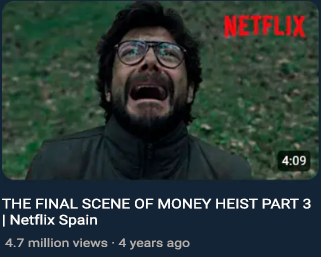 NETFLIX
4:09
THE FINAL SCENE OF MONEY HEIST PART 3
| Netflix Spain
4.7 million views · 4 years ago